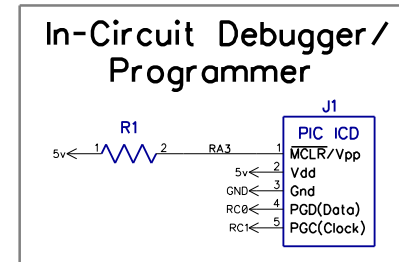 In-Circuit Debugger/
Programmer
J1
R1
PIC ICD
5v 1 2 RA3 1 MCLR/Vpp
5v 2 Vdd
GND 3 Gnd
RC0 4 PGD(Data)
RC1 5 PGC(Clock)